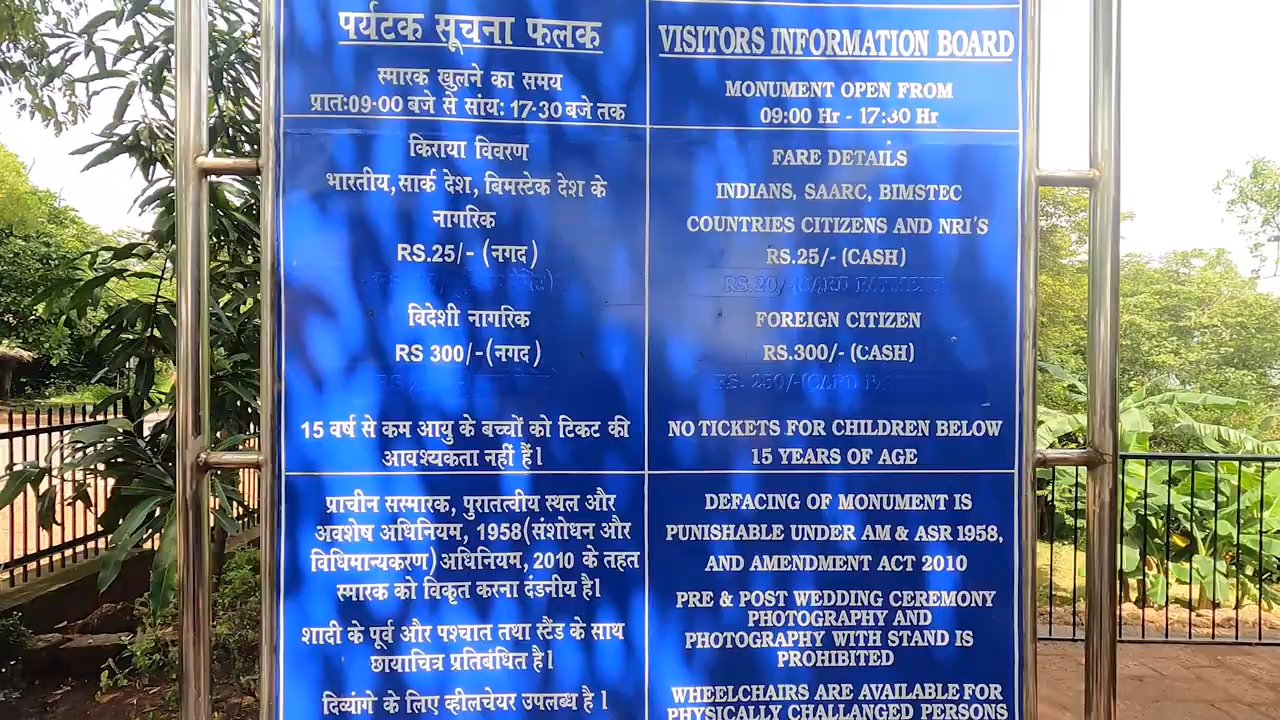 पर्यटक सूचना फलक
स्मारक खुलने का समय
प्रातः09-00 बजे से सांयः 17-30 बजे तक
किराया विवरण
भारतीय, सार्क देश, बिमस्टेक देश के
नागरिक
RS.25/- (नगद)
विदेशी नागरिक
RS 300/-(नगद)
15 वर्ष से कम आयु के बच्चों को टिकट की
आवश्यकता नहीं हैं।
प्राचीन सस्मारक, पुरातत्वीय स्थल और
अवशेष अधिनियम, 1958(संशोधन और
विधिमान्यकरण) अधिनियम, 2010 के तहत
स्मारक को विकृत करना दंडनीय है।
शादी के पूर्व और पश्चात तथा स्टैंड के साथ
छायाचित्र प्रतिबंधित है।
दिव्यांगे के लिए व्हीलचेयर उपलब्ध है ।
VISITORS INFORMATION BOARD
MONUMENT OPEN FROM
09:00 Hr - 17:30 Hr
FARE DETAILS
INDIANS, SAARC, BIMSTEC
COUNTRIES CITIZENS AND NRI'S
RS.25/- (CASH)
RS.20/-(CARD PAYMENT
FOREIGN CITIZEN
RS.300/- (CASH)
RS. 250/-(CARD
NO TICKETS FOR CHILDREN BELOW
15 YEARS OF AGE
DEFACING OF MONUMENT IS
PUNISHABLE UNDER AM & ASR 1958,
AND AMENDMENT ACT 2010
PRE & POST WEDDING CEREMONY
PHOTOGRAPHY AND
PHOTOGRAPHY WITH STAND IS
PROHIBITED
WHEELCHAIRS ARE AVAILABLE FOR
PHYSICALLY CHALLANGED PERSONS